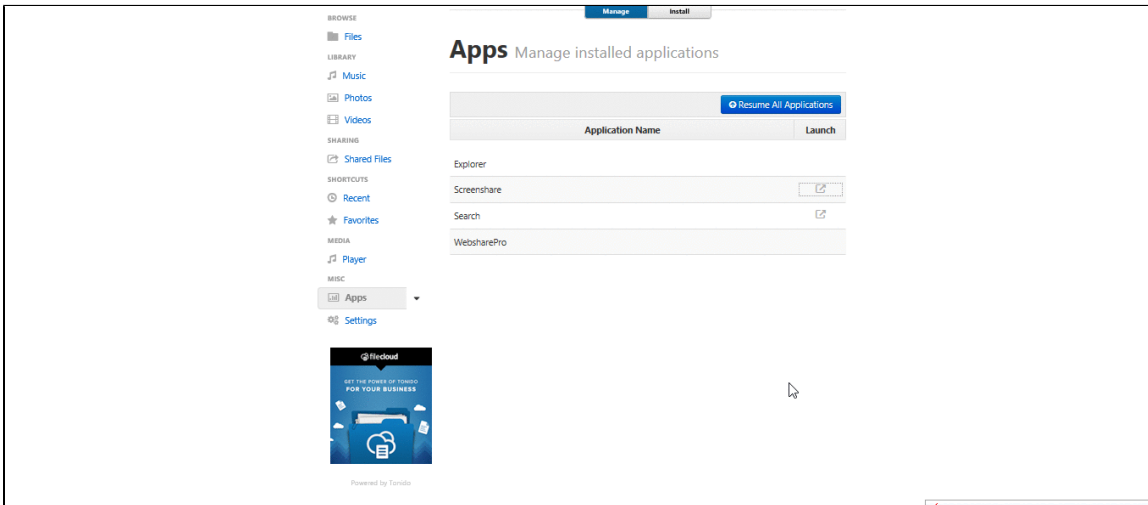 Manage Install
BROWSE
Files
LIBRARY
Music
Photos
Videos
SHARING
Shared Files
SHORTCUTS
Recent
Favorites
MEDIA
Player
MISC
Apps
Settings
filecloud
GET THE POWER OF TONIDO
FOR YOUR BUSINESS
Powered by Tonido
Apps Manage installed applications
Resume All Applications
Application Name Launch
Explorer
Screenshare
Search
WebsharePro